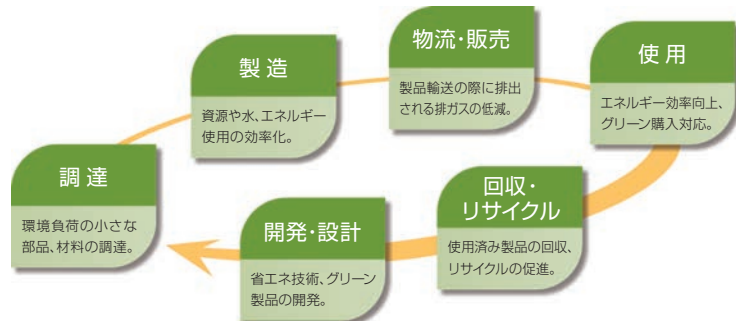 調達
環境負荷の小さな
部品、材料の調達。
製造
資源や水、エネルギー
使用の効率化。
物流・販売
製品輸送の際に排出
される排ガスの低減。
使用
エネルギー効率向上、
グリーン購入対応。
回収・
リサイクル
使用済み製品の回収、
リサイクルの促進。
開発・設計
省エネ技術、グリーン
製品の開発。